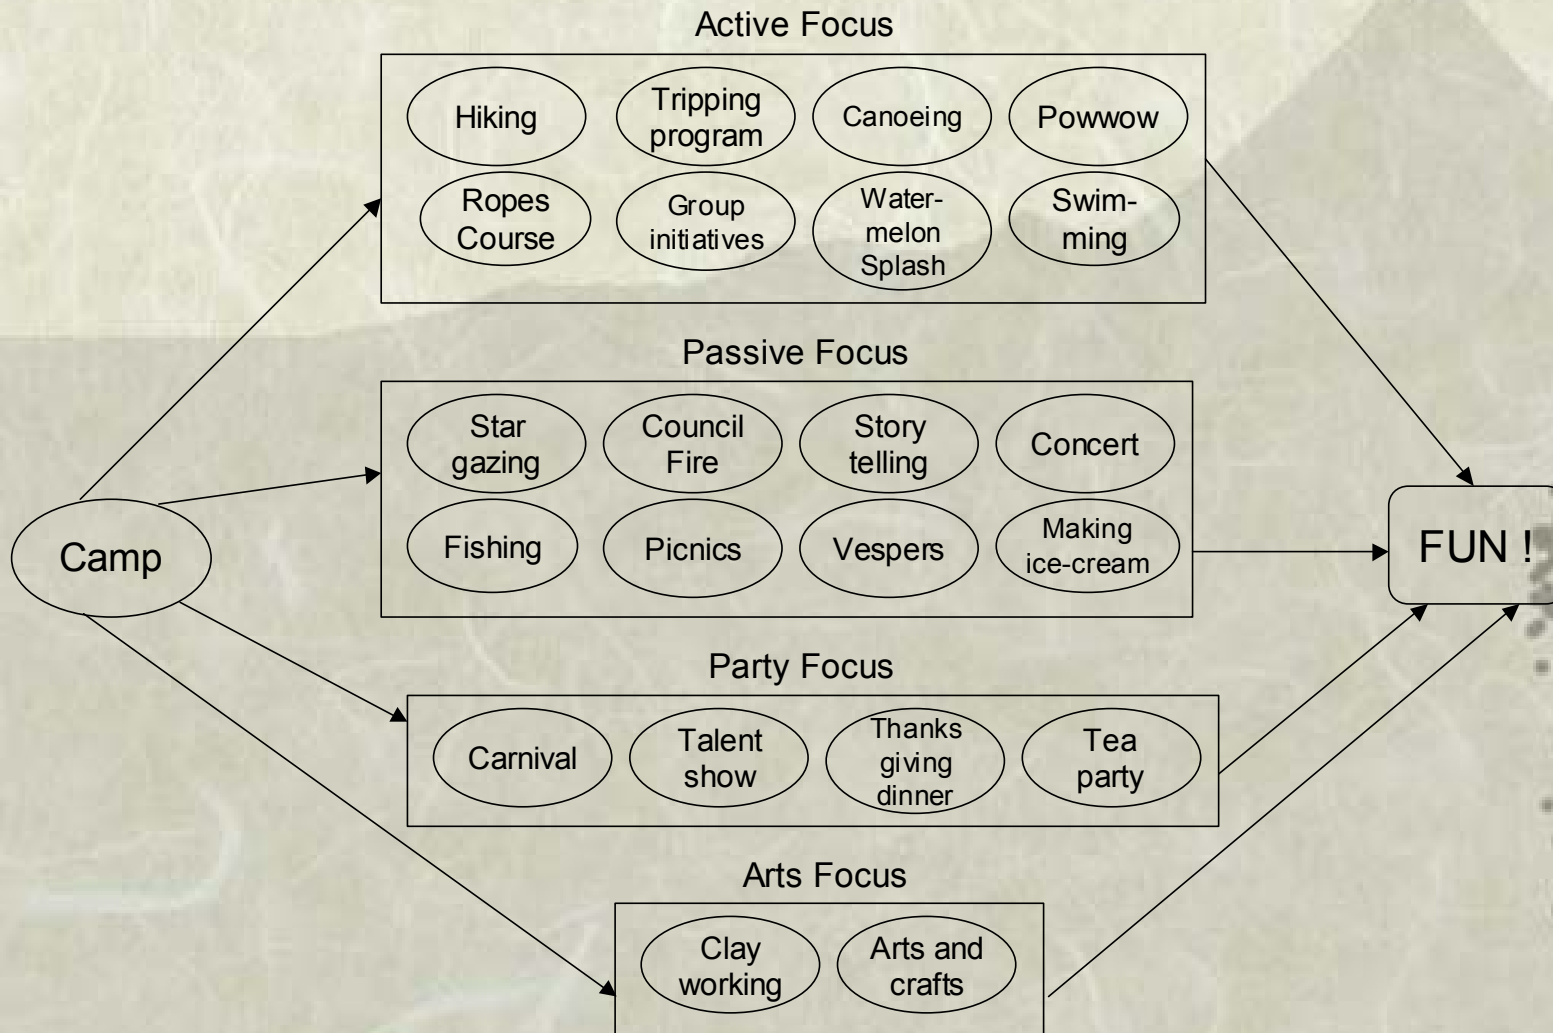 Active Focus
Hiking
Tripping
program
Canoeing
Powwow
Ropes
Course
Group
initiatives
Water-
melon
Splash
Swim-
ming
Passive Focus
Star
gazing
Council
Fire
Story
telling
Concert
Fishing
Picnics
Vespers
Making
ice-cream
Camp
FUN !
Party Focus
Carnival
Talent
show
Thanks
giving
dinner
Tea
party
Arts Focus
Clay
working
Arts and
crafts